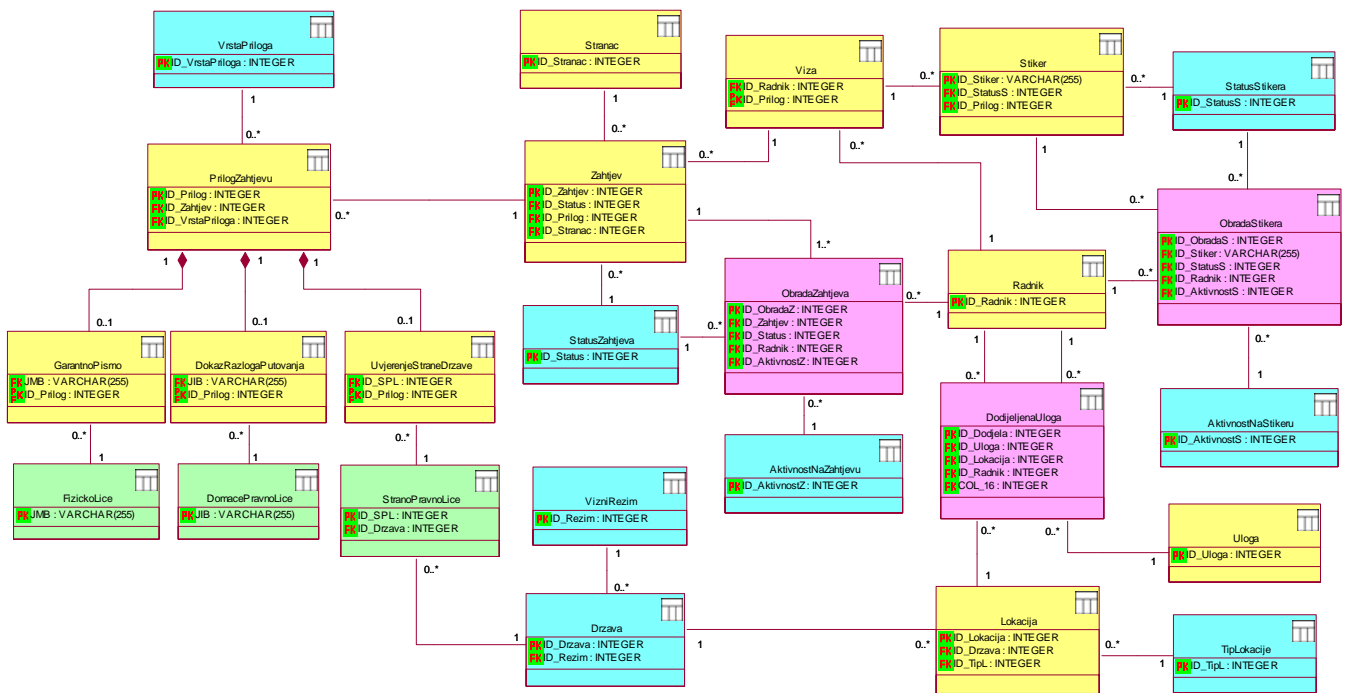 VrstaPriloga
PK ID_VrstaPriloga : INTEGER
Stranac
PK ID_Stranac : INTEGER
Viza
FK ID_Radnik : INTEGER
PK ID_Prilog : INTEGER
Stiker
PK ID_Stiker : VARCHAR(255)
FK ID_StatusS : INTEGER
FK ID_Prilog : INTEGER
StatusStikera
PK ID_StatusS : INTEGER
1
0..*
1
0..*
1
0..*
0..*
1
1
0..*
0..*
1
0..*
1
0..*
PrilogZahtjevu
PK ID_Prilog : INTEGER
FK ID_Zahtjev : INTEGER
FK ID_VrstaPriloga : INTEGER
Zahtjev
PK ID_Zahtjev : INTEGER
FK ID_Status : INTEGER
FK ID_Prilog : INTEGER
FK ID_Stranac : INTEGER
0..*
1
1
1..*
1
0..*
ObradaStikera
PK ID_ObradaS : INTEGER
FK ID_Stiker : VARCHAR(255)
FK ID_StatusS : INTEGER
FK ID_Radnik : INTEGER
FK ID_AktivnostS : INTEGER
1
1
1
0..*
1
ObradaZahtjeva
PK ID_ObradaZ : INTEGER
FK ID_Zahtjev : INTEGER
FK ID_Status : INTEGER
FK ID_Radnik : INTEGER
FK ID_AktivnostZ : INTEGER
Radnik
PK ID_Radnik : INTEGER
0..*
1
1
0..*
StatusZahtjeva
PK ID_Status : INTEGER
1
0..*
0..1
0..1
0..1
GarantnoPismo
FK JMB : VARCHAR(255)
PK ID_Prilog : INTEGER
DokazRazlogaPutovanja
FK JIB : VARCHAR(255)
PK ID_Prilog : INTEGER
UvjerenjeStraneDrzave
FK ID_SPL : INTEGER
PK ID_Prilog : INTEGER
1
1
0..*
0..*
0..*
1
DodijeljenaUloga
PK ID_Dodjela : INTEGER
FK ID_Uloga : INTEGER
FK ID_Lokacija : INTEGER
FK ID_Radnik : INTEGER
FK COL_16 : INTEGER
AktivnostNaStikeru
PK ID_AktivnostS : INTEGER
0..*
1
0..*
1
0..*
1
0..*
1
FizickoLice
PK JMB : VARCHAR(255)
DomacePravnoLice
PK JIB : VARCHAR(255)
StranoPravnoLice
PK ID_SPL : INTEGER
FK ID_Drzava : INTEGER
VizniRezim
PK ID_Rezim : INTEGER
AktivnostNaZahtjevu
PK ID_AktivnostZ : INTEGER
0..*
0..*
1
Uloga
PK ID_Uloga : INTEGER
0..*
1
1
0..*
1
Drzava
PK ID_Drzava : INTEGER
FK ID_Rezim : INTEGER
1
0..*
Lokacija
PK ID_Lokacija : INTEGER
FK ID_Drzava : INTEGER
FK ID_TipL : INTEGER
0..*
1
TipLokacije
PK ID_TipL : INTEGER